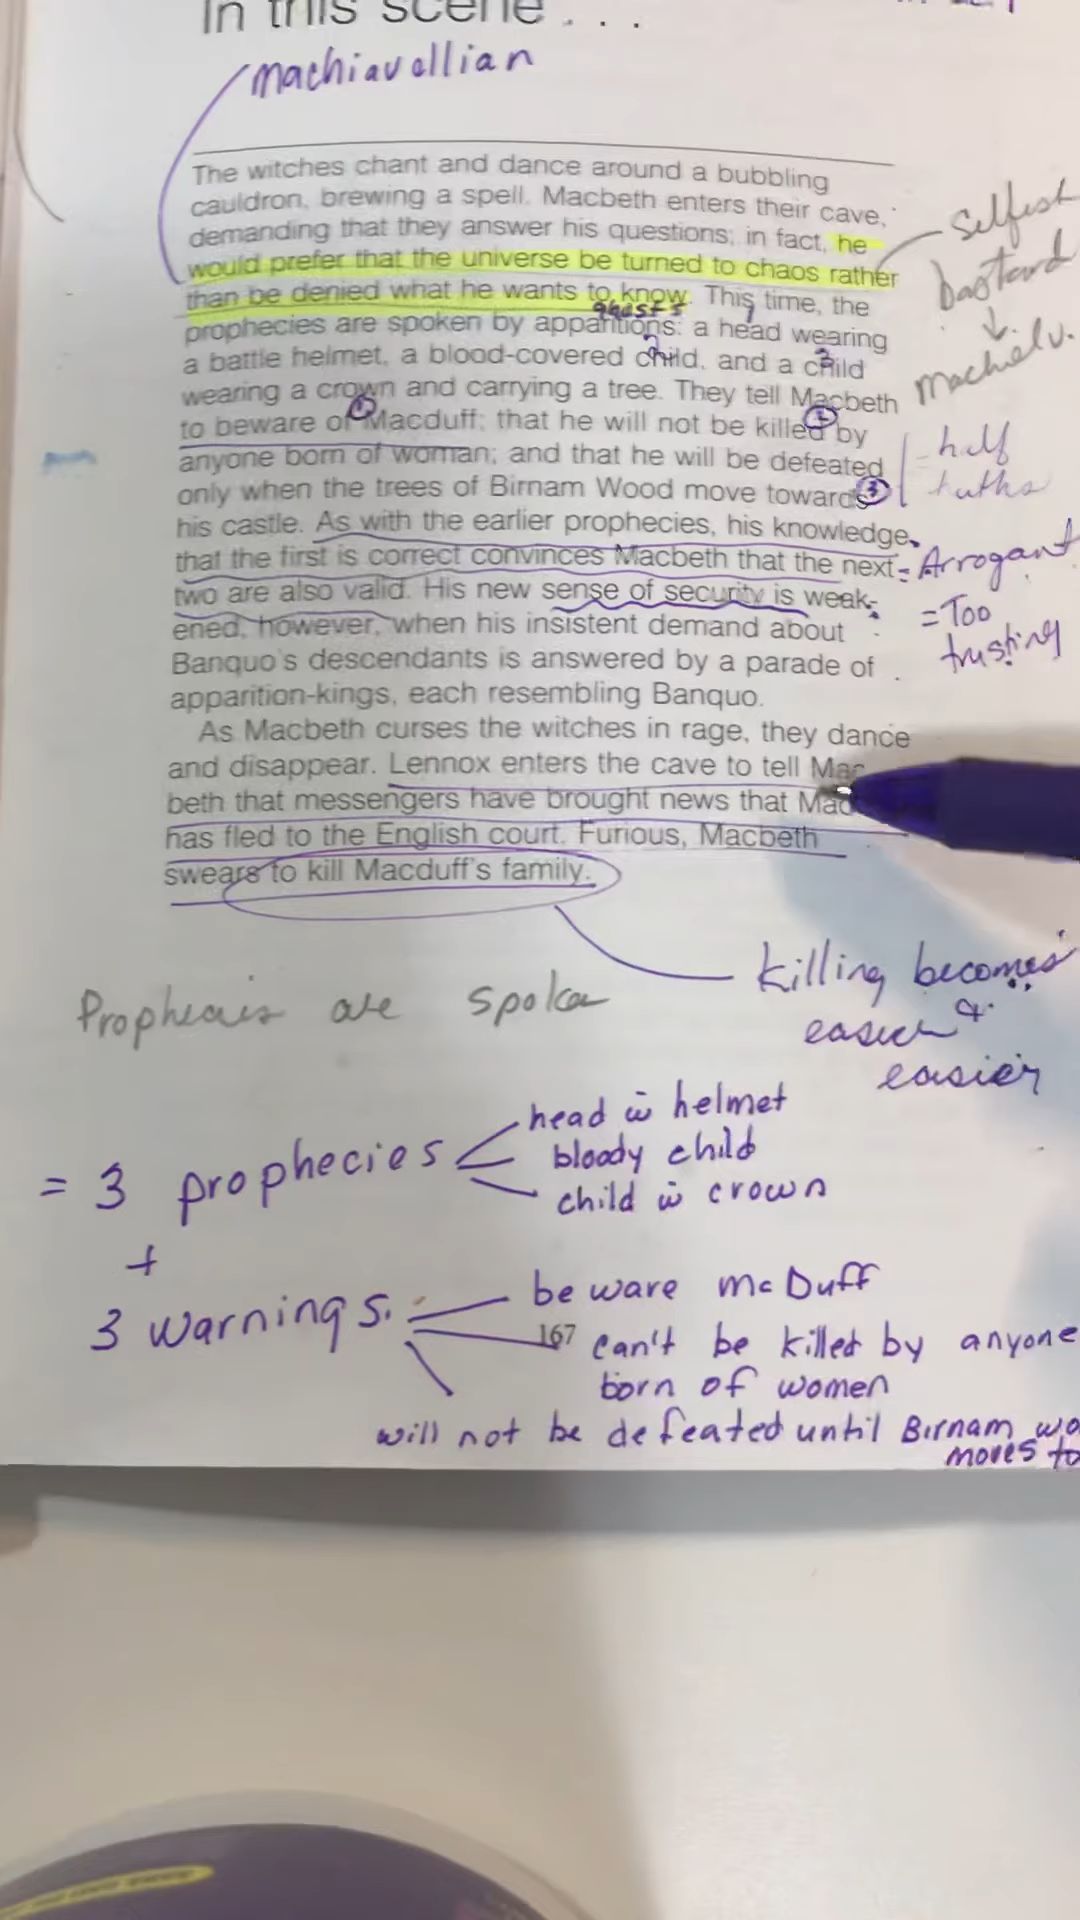 In this scene . . .
machiavellian
The witches chant and dance around a bubbling
cauldron, brewing a spell. Macbeth enters their cave,
demanding that they answer his questions; in fact, he
would prefer that the universe be turned to chaos rather
than be denied what he wants to know. This time, the
ghosts 1
prophecies are spoken by apparitions: a head wearing
2 3
a battle helmet, a blood-covered child, and a child
wearing a crown and carrying a tree. They tell Macbeth
1 2
to beware of Macduff; that he will not be killed by
anyone born of woman; and that he will be defeated
only when the trees of Birnam Wood move towards 3
his castle. As with the earlier prophecies, his knowledge
that the first is correct convinces Macbeth that the next
two are also valid. His new sense of security is weak-
ened, however, when his insistent demand about
Banquo's descendants is answered by a parade of
apparition-kings, each resembling Banquo.
As Macbeth curses the witches in rage, they dance
and disappear. Lennox enters the cave to tell Mac
beth that messengers have brought news that Mac
has fled to the English court. Furious, Macbeth
swears to kill Macduff's family.
Selfish
bastard
↓
machielv.
half
truths
= Arrogant
= Too
trusting
killing becomes
easier &
easier
are
= 3 prophecies
head w helmet
bloody child
child w crown
+
3 warnings.
beware mcDuff
167
can't be killed by anyone
born of women
will not be defeated until Birnam wo
moves to